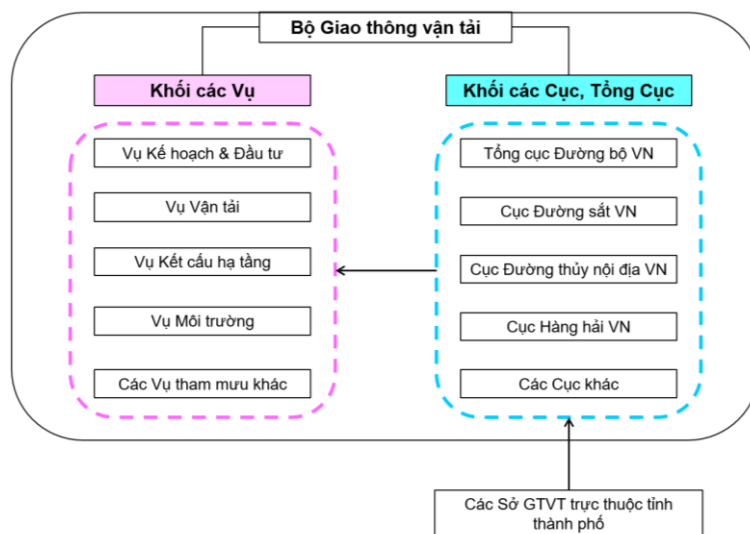 Bộ Giao thông vận tải
Khối các Vụ
Khối các Cục, Tổng Cục
Vụ Kế hoạch & Đầu tư
Vụ Vận tải
Vụ Kết cấu hạ tầng
Vụ Môi trường
Các Vụ tham mưu khác
Tổng cục Đường bộ VN
Cục Đường sắt VN
Cục Đường thủy nội địa VN
Cục Hàng hải VN
Các Cục khác
Các Sở GTVT trực thuộc tỉnh
thành phố